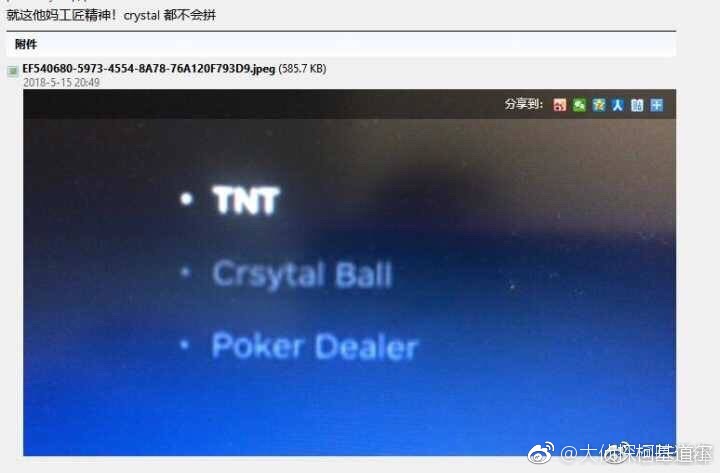 就这他妈工匠精神！crystal 都不会拼
附件
EF540680-5973-4554-8A78-76A120F793D9.jpeg (585.7 KB)
2018-5-15 20:49
分享到：
• TNT
• Crsytal Ball
• Poker Dealer
@大侦探柯基道率